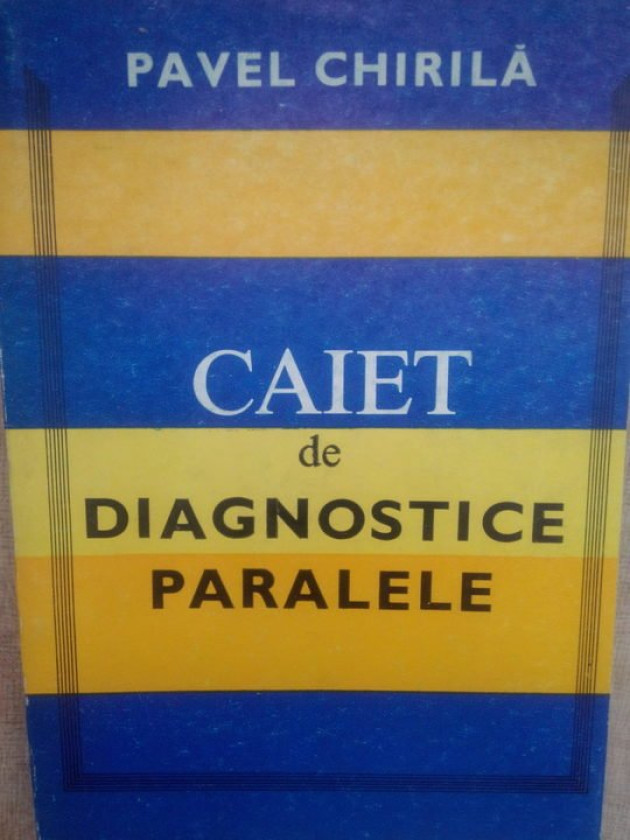 PAVEL CHIRILĂ
CAIET
de
DIAGNOSTICE
PARALELE